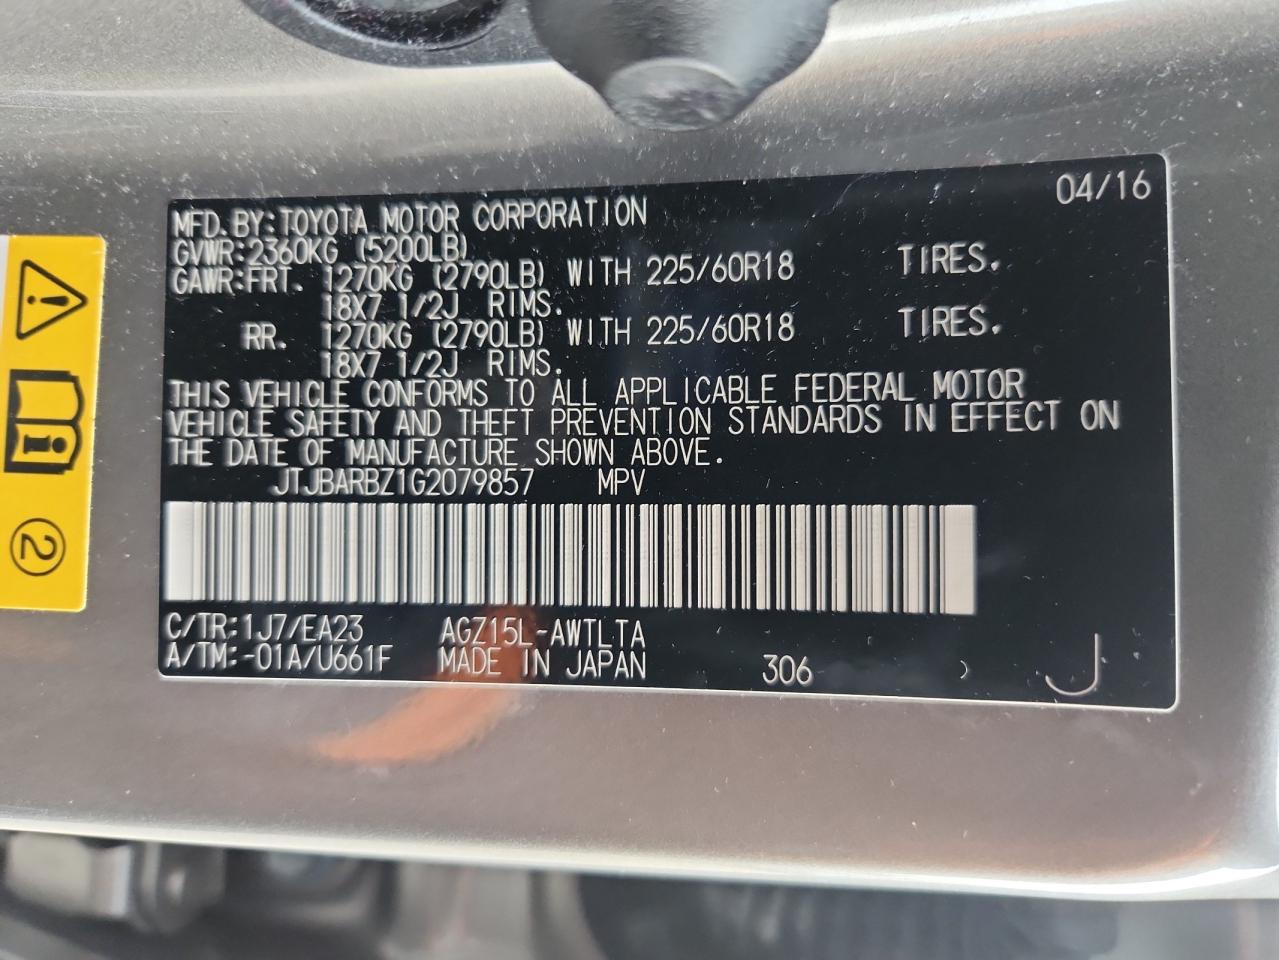 04/16
MFD.BY:TOYOTA MOTOR CORPORATION
GVWR:2360KG (5200LB)
GAWR:FRT. 1270KG (2790LB) WITH 225/60R18 TIRES.
18X7 1/2J RIMS.
RR. 1270KG (2790LB) WITH 225/60R18 TIRES.
18X7 1/2J RIMS.
THIS VEHICLE CONFORMS TO ALL APPLICABLE FEDERAL MOTOR
VEHICLE SAFETY AND THEFT PREVENTION STANDARDS IN EFFECT ON
THE DATE OF MANUFACTURE SHOWN ABOVE.
JTJBARBZ1G2079857 MPV
C/TR:1J7/EA23 AGZ15L-AWTLTA
A/TM:-01A/U661F MADE IN JAPAN 306 J
2